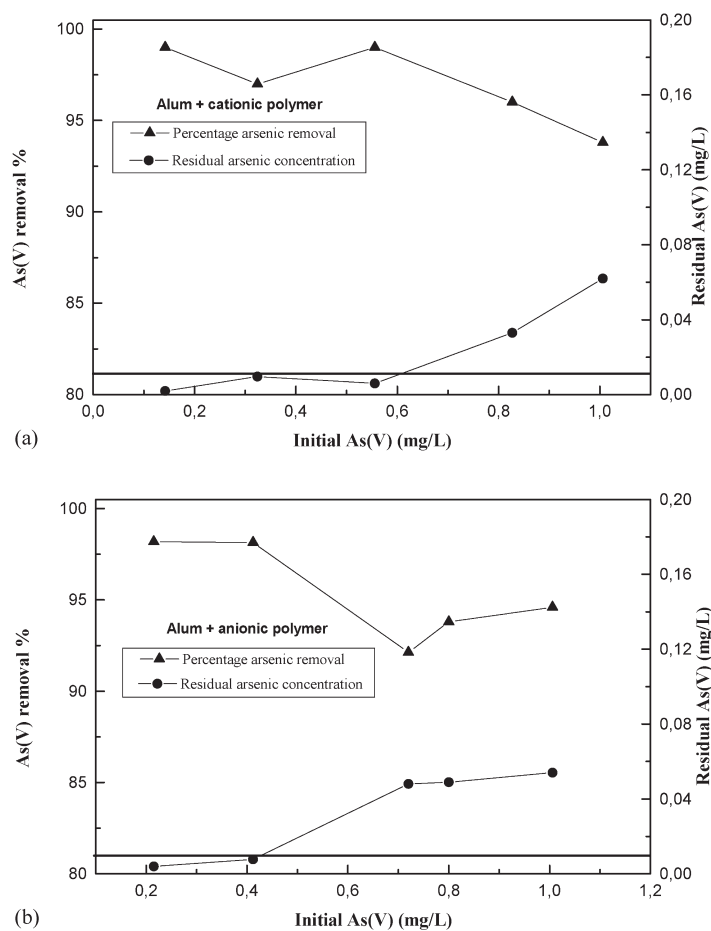 (a)
100
95
90
85
80
As(V) removal %
0,20
0,16
0,12
0,08
0,04
0,00
Residual As(V) (mg/L)
Alum + cationic polymer
Percentage arsenic removal
Residual arsenic concentration
0,0 0,2 0,4 0,6 0,8 1,0
Initial As(V) (mg/L)
(b)
100
95
90
85
80
As(V) removal %
0,20
0,16
0,12
0,08
0,04
0,00
Residual As(V) (mg/L)
Alum + anionic polymer
Percentage arsenic removal
Residual arsenic concentration
0,2 0,4 0,6 0,8 1,0 1,2
Initial As(V) (mg/L)